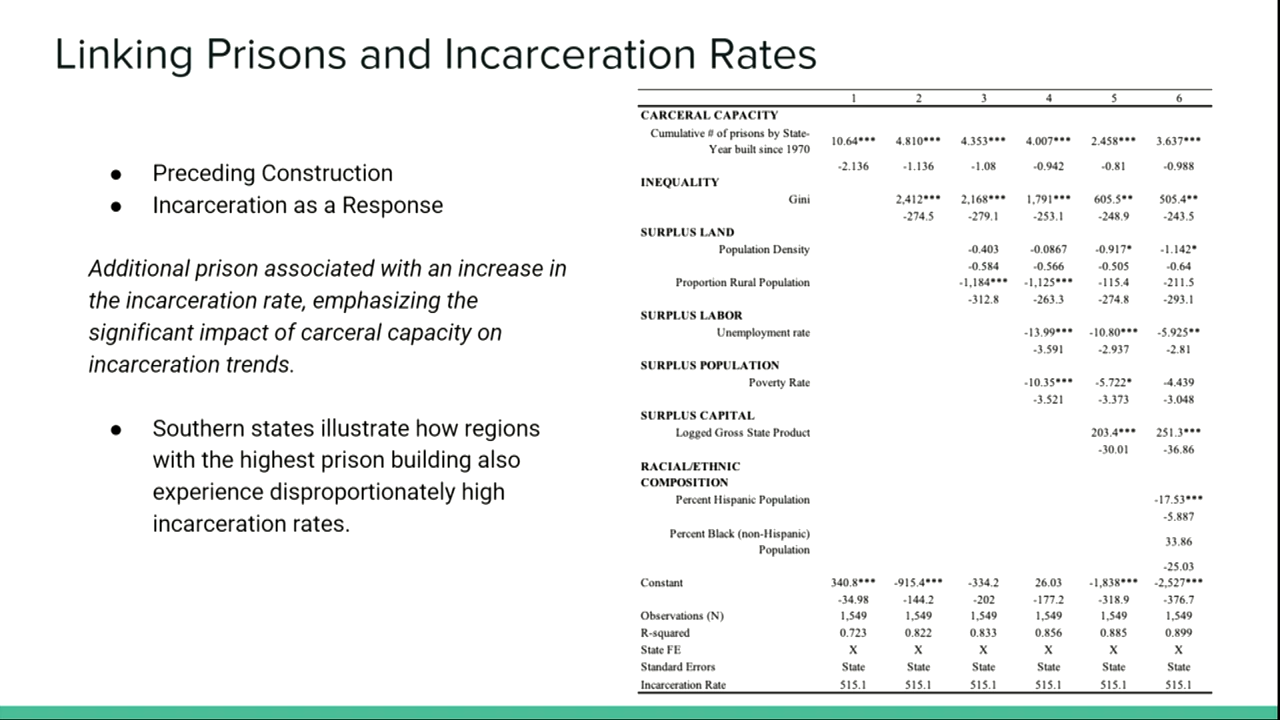 Linking Prisons and Incarceration Rates
● Preceding Construction
● Incarceration as a Response
Additional prison associated with an increase in
the incarceration rate, emphasizing the
significant impact of carceral capacity on
incarceration trends.
● Southern states illustrate how regions
with the highest prison building also
experience disproportionately high
incarceration rates.
1 2 3 4 5 6
CARCERAL CAPACITY
Cumulative # of prisons by State-
Year built since 1970 10.64*** 4.810*** 4.353*** 4.007*** 2.458*** 3.637***
-2.136 -1.136 -1.08 -0.942 -0.81 -0.988
INEQUALITY
Gini 2,412*** 2,168*** 1,791*** 605.5** 505.4**
-274.5 -279.1 -253.1 -248.9 -243.5
SURPLUS LAND
Population Density -0.403 -0.0867 -0.917* -1.142*
-0.584 -0.566 -0.505 -0.64
Proportion Rural Population -1,184*** -1,125*** -115.4 -211.5
-312.8 -263.3 -274.8 -293.1
SURPLUS LABOR
Unemployment rate -13.99*** -10.80*** -5.925**
-3.591 -2.937 -2.81
SURPLUS POPULATION
Poverty Rate -10.35*** -5.722* -4.439
-3.521 -3.373 -3.048
SURPLUS CAPITAL
Logged Gross State Product 203.4*** 251.3***
-30.01 -36.86
RACIAL/ETHNIC
COMPOSITION
Percent Hispanic Population -17.53***
-5.887
Percent Black (non-Hispanic)
Population 33.86
-25.03
Constant 340.8*** -915.4*** -334.2 26.03 -1,838*** -2,527***
-34.98 -144.2 -202 -177.2 -318.9 -376.7
Observations (N) 1,549 1,549 1,549 1,549 1,549 1,549
R-squared 0.723 0.822 0.833 0.856 0.885 0.899
State FE X X X X X X
Standard Errors State State State State State State
Incarceration Rate 515.1 515.1 515.1 515.1 515.1 515.1